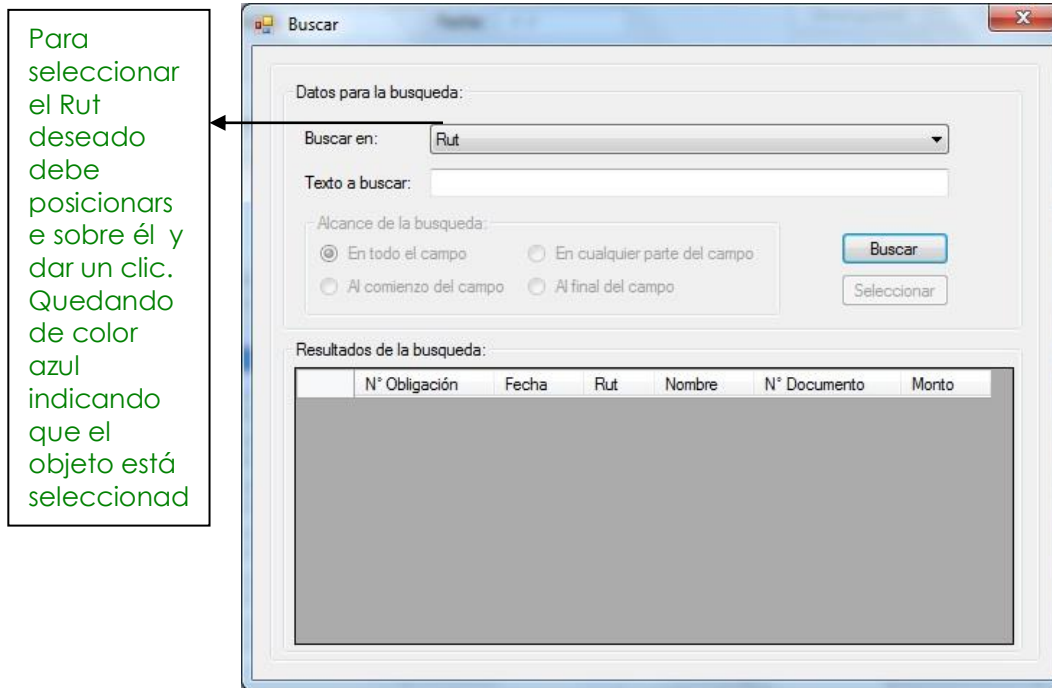 Para
seleccionar
el Rut
deseado
debe
posicionars
e sobre él y
dar un clic.
Quedando
de color
azul
indicando
que el
objeto está
seleccionad
Buscar
Datos para la busqueda:
Buscar en: Rut
Texto a buscar:
Alcance de la busqueda:
En todo el campo En cualquier parte del campo
Al comienzo del campo Al final del campo
Buscar
Seleccionar
Resultados de la busqueda:
N° Obligación Fecha Rut Nombre N° Documento Monto